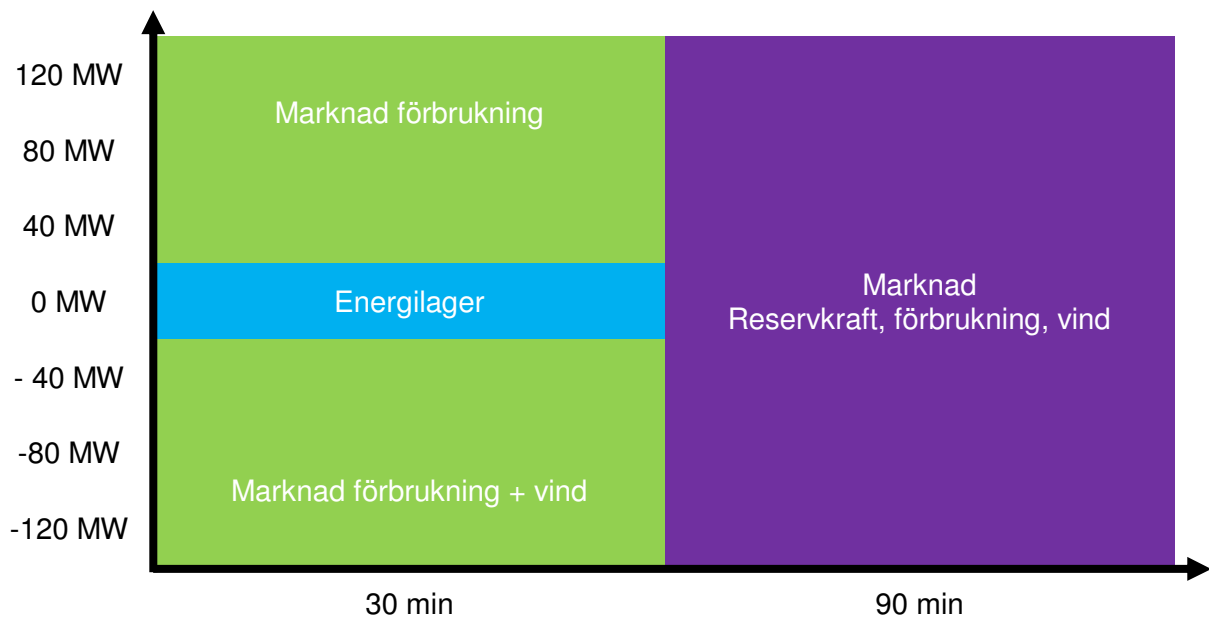 120 MW
Marknad förbrukning
80 MW
40 MW
0 MW
Energilager
Marknad
Reservkraft, förbrukning, vind
- 40 MW
-80 MW
Marknad förbrukning + vind
-120 MW
30 min
90 min